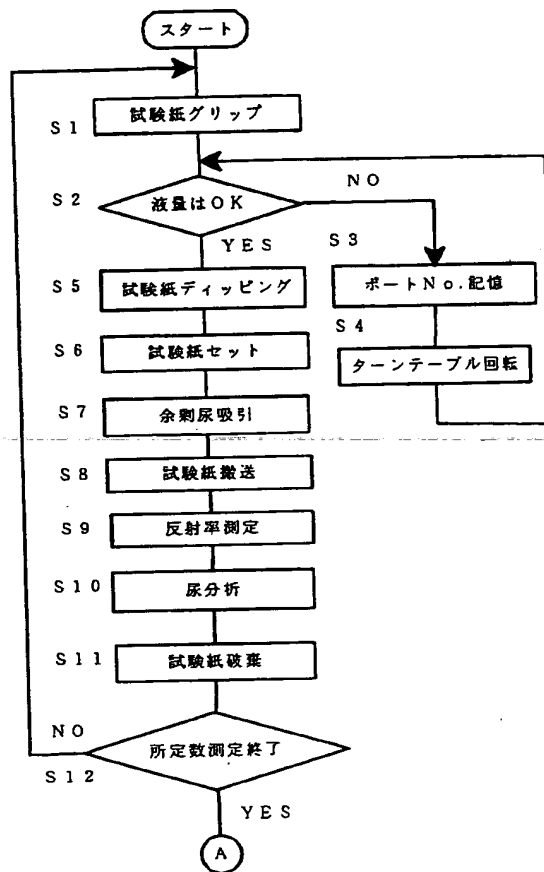 スタート
S1
試験紙グリップ
S2
液量はOK
NO
YES
S3
ポートNo.記憶
S4
ターンテーブル回転
S5
試験紙ディッピング
S6
試験紙セット
S7
余剰尿吸引
S8
試験紙搬送
S9
反射率測定
S10
尿分析
S11
試験紙破棄
NO
S12
所定数測定終了
YES
A